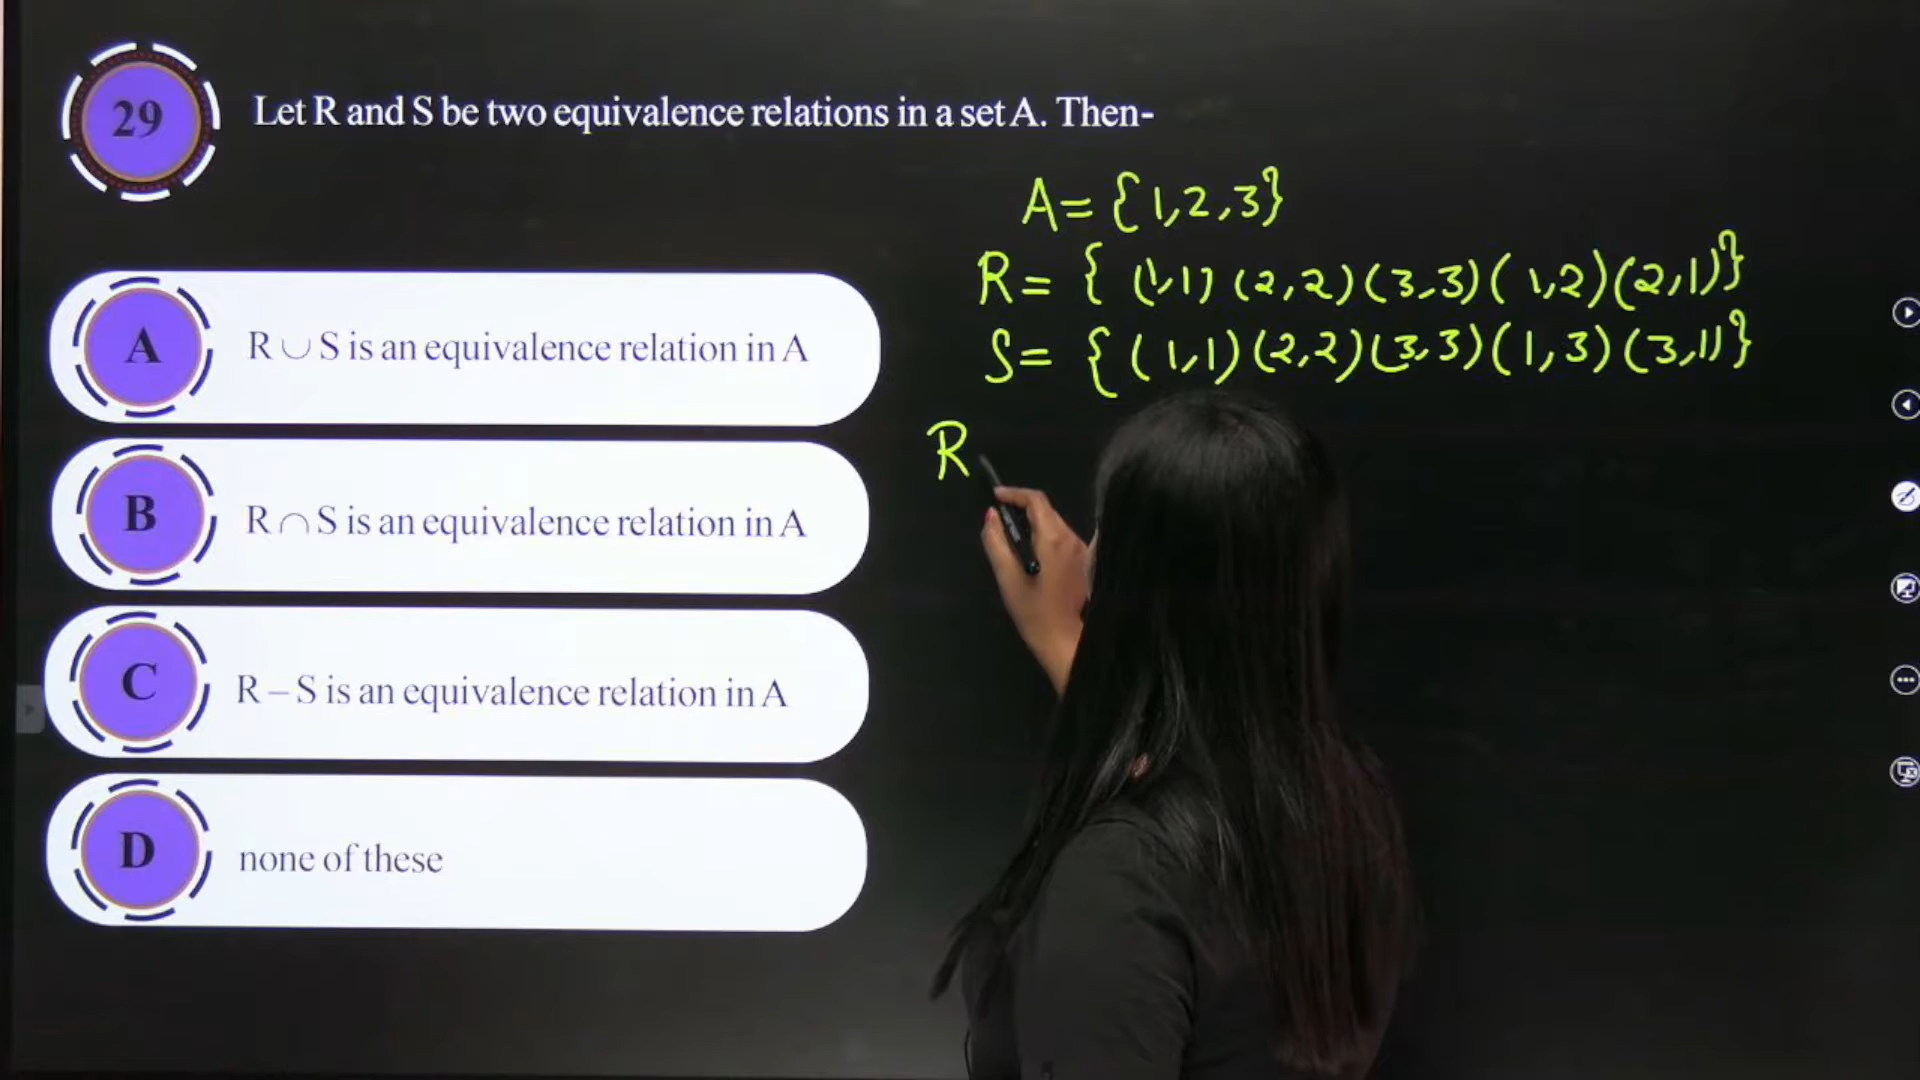 29
Let R and S be two equivalence relations in a set A. Then-
A = {1,2,3}
R = { (1,1) (2,2) (3,3) (1,2) (2,1)}
S = { (1,1) (2,2) (3,3) (1,3) (3,1)}
R
A R ∪ S is an equivalence relation in A
B R ∩ S is an equivalence relation in A
C R – S is an equivalence relation in A
D none of these